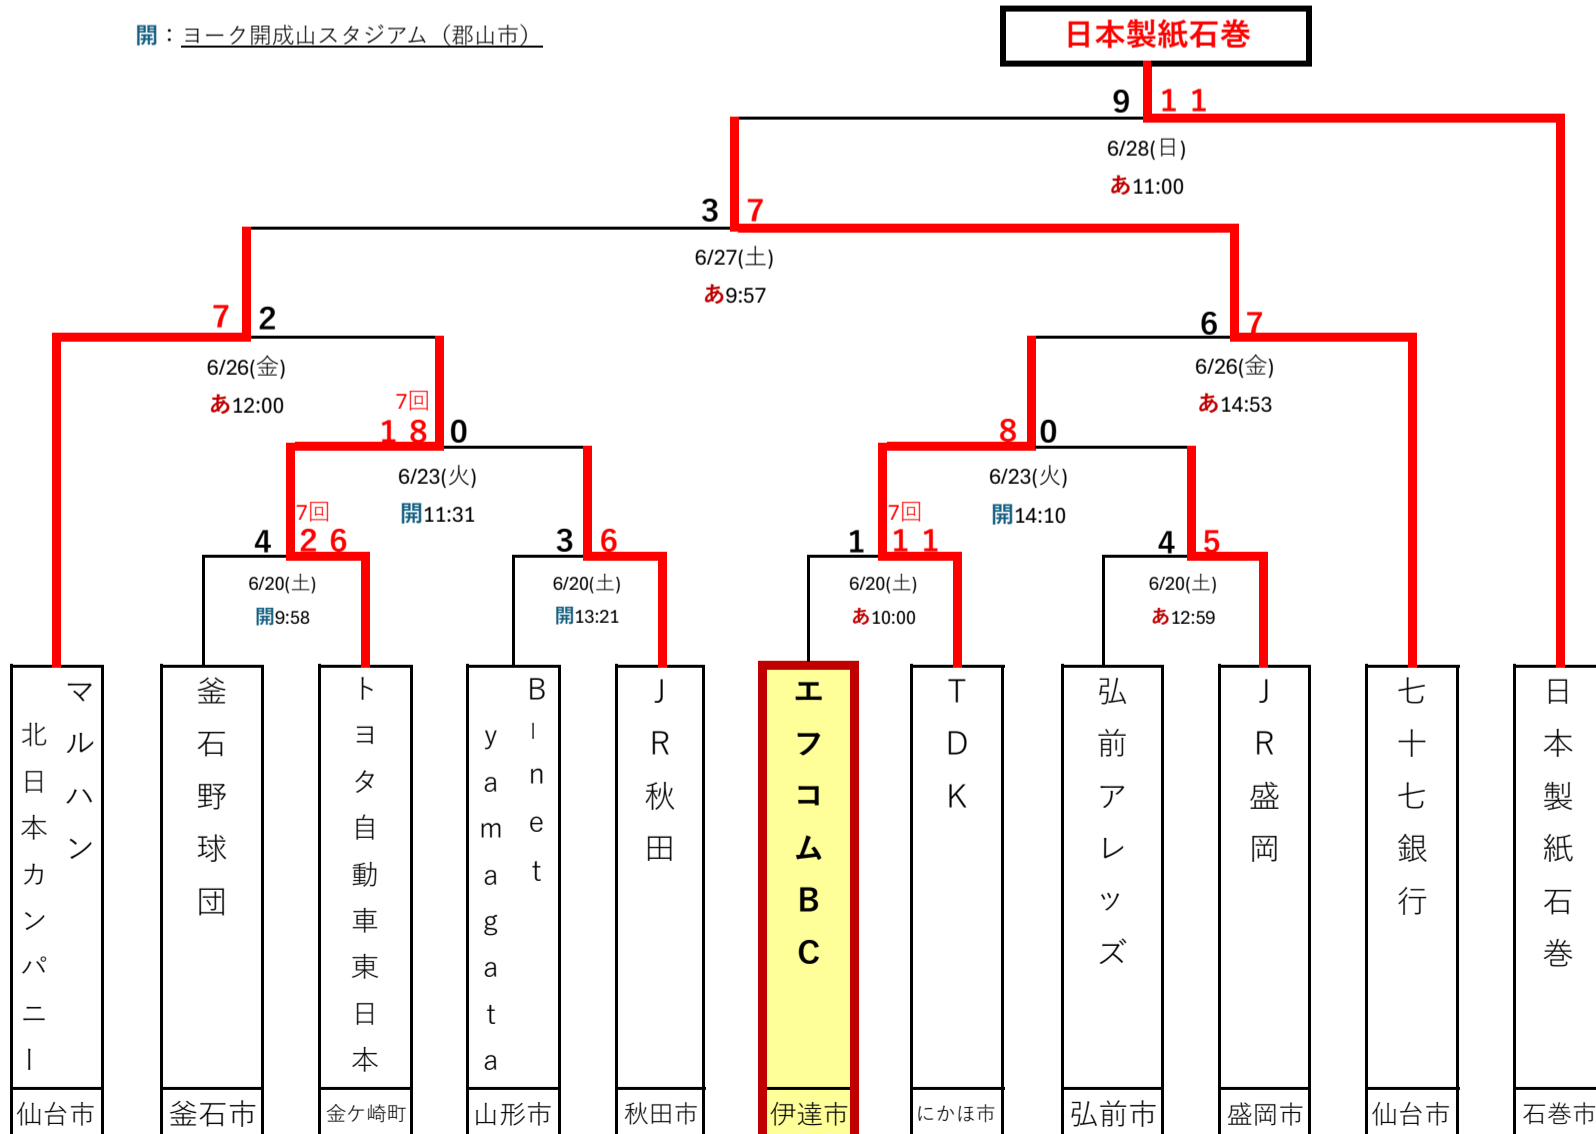 開：ヨーク開成山スタジアム（郡山市）
日本製紙石巻
9 11
6/28(日)
あ11:00
3 7
6/27(土)
あ9:57
7 2
6/26(金)
あ12:00
6 7
6/26(金)
あ14:53
7回
18 0
6/23(火)
開11:31
8 0
6/23(火)
開14:10
7回
4 26
6/20(土)
開9:58
3 6
6/20(土)
開13:21
7回
1 11
6/20(土)
あ10:00
4 5
6/20(土)
あ12:59
マルハン
北日本カンパニー
釜石野球団
トヨタ自動車東日本
BInet
yamagata
JR秋田
エフコムBC
TDK
弘前アレッズ
JR盛岡
七十七銀行
日本製紙石巻
仙台市
釜石市
金ケ崎町
山形市
秋田市
伊達市
にかほ市
弘前市
盛岡市
仙台市
石巻市